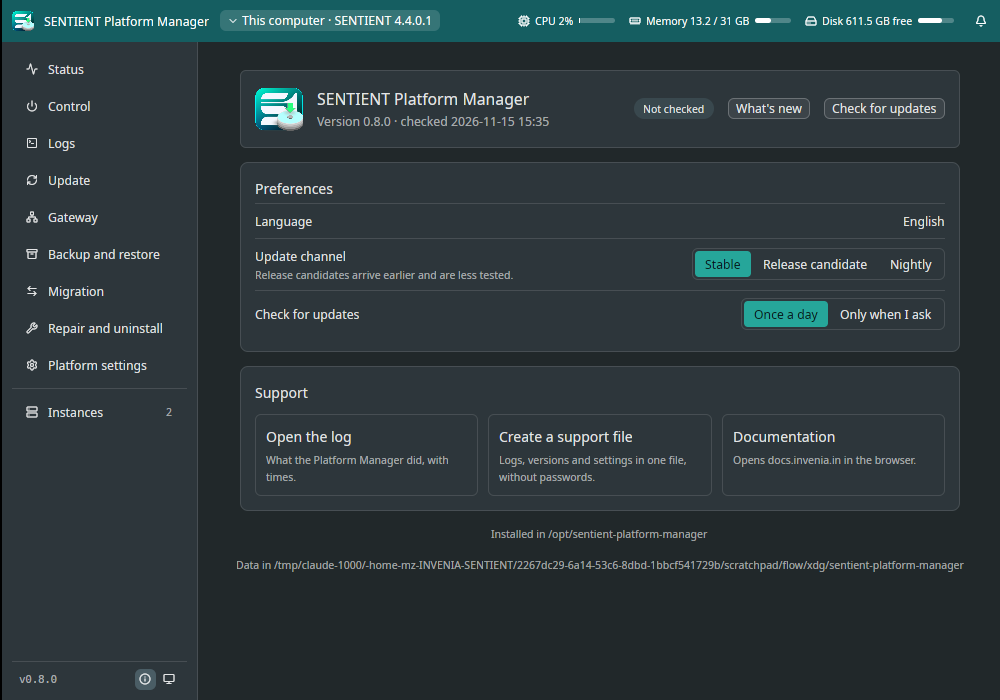 SENTIENT Platform Manager
This computer · SENTIENT 4.4.0.1
CPU 2%
Memory 13.2 / 31 GB
Disk 611.5 GB free
Status
Control
Logs
Update
Gateway
Backup and restore
Migration
Repair and uninstall
Platform settings
Instances 2
v0.8.0
SENTIENT Platform Manager
Version 0.8.0 · checked 2026-11-15 15:35
Not checked
What's new
Check for updates
Preferences
Language English
Update channel
Release candidates arrive earlier and are less tested.
Stable Release candidate Nightly
Check for updates
Once a day Only when I ask
Support
Open the log
What the Platform Manager did, with
times.
Create a support file
Logs, versions and settings in one file,
without passwords.
Documentation
Opens docs.invenia.in in the browser.
Installed in /opt/sentient-platform-manager
Data in /tmp/claude-1000/-home-mz-INVENIA-SENTIENT/2267dc29-6a14-53c6-8dbd-1bbcf541729b/scratchpad/flow/xdg/sentient-platform-manager